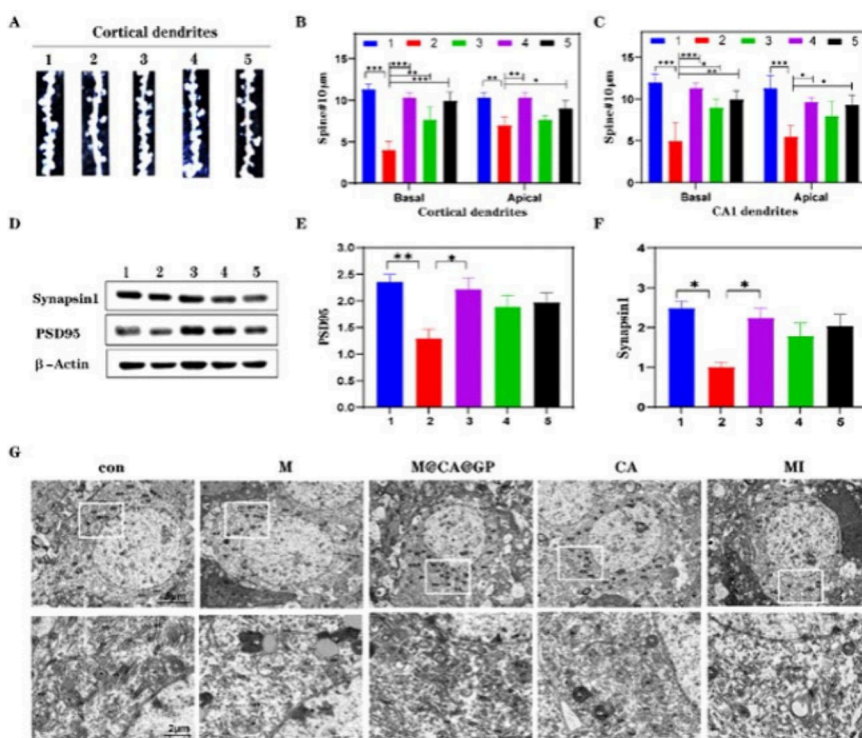 A
Cortical dendrites
1 2 3 4 5
B
1 2 4 3 5
Spine#10μm
15
10
5
0
*** *** ** *** ** ** *
Basal Apical
Cortical dendrites
C
1 2 4 3 5
Spine#10μm
15
10
5
0
*** *** * ** *** * *
Basal Apical
CA1 dendrites
D
1 2 3 4 5
Synapsin1
PSD95
β-Actin
E
PSD95
3.0
2.5
2.0
1.5
1.0
0.5
0.0
** *
1 2 3 4 5
F
Synapsin1
4
3
2
1
0
* *
1 2 3 4 5
G
con M M@CA@GP CA MI
2μm